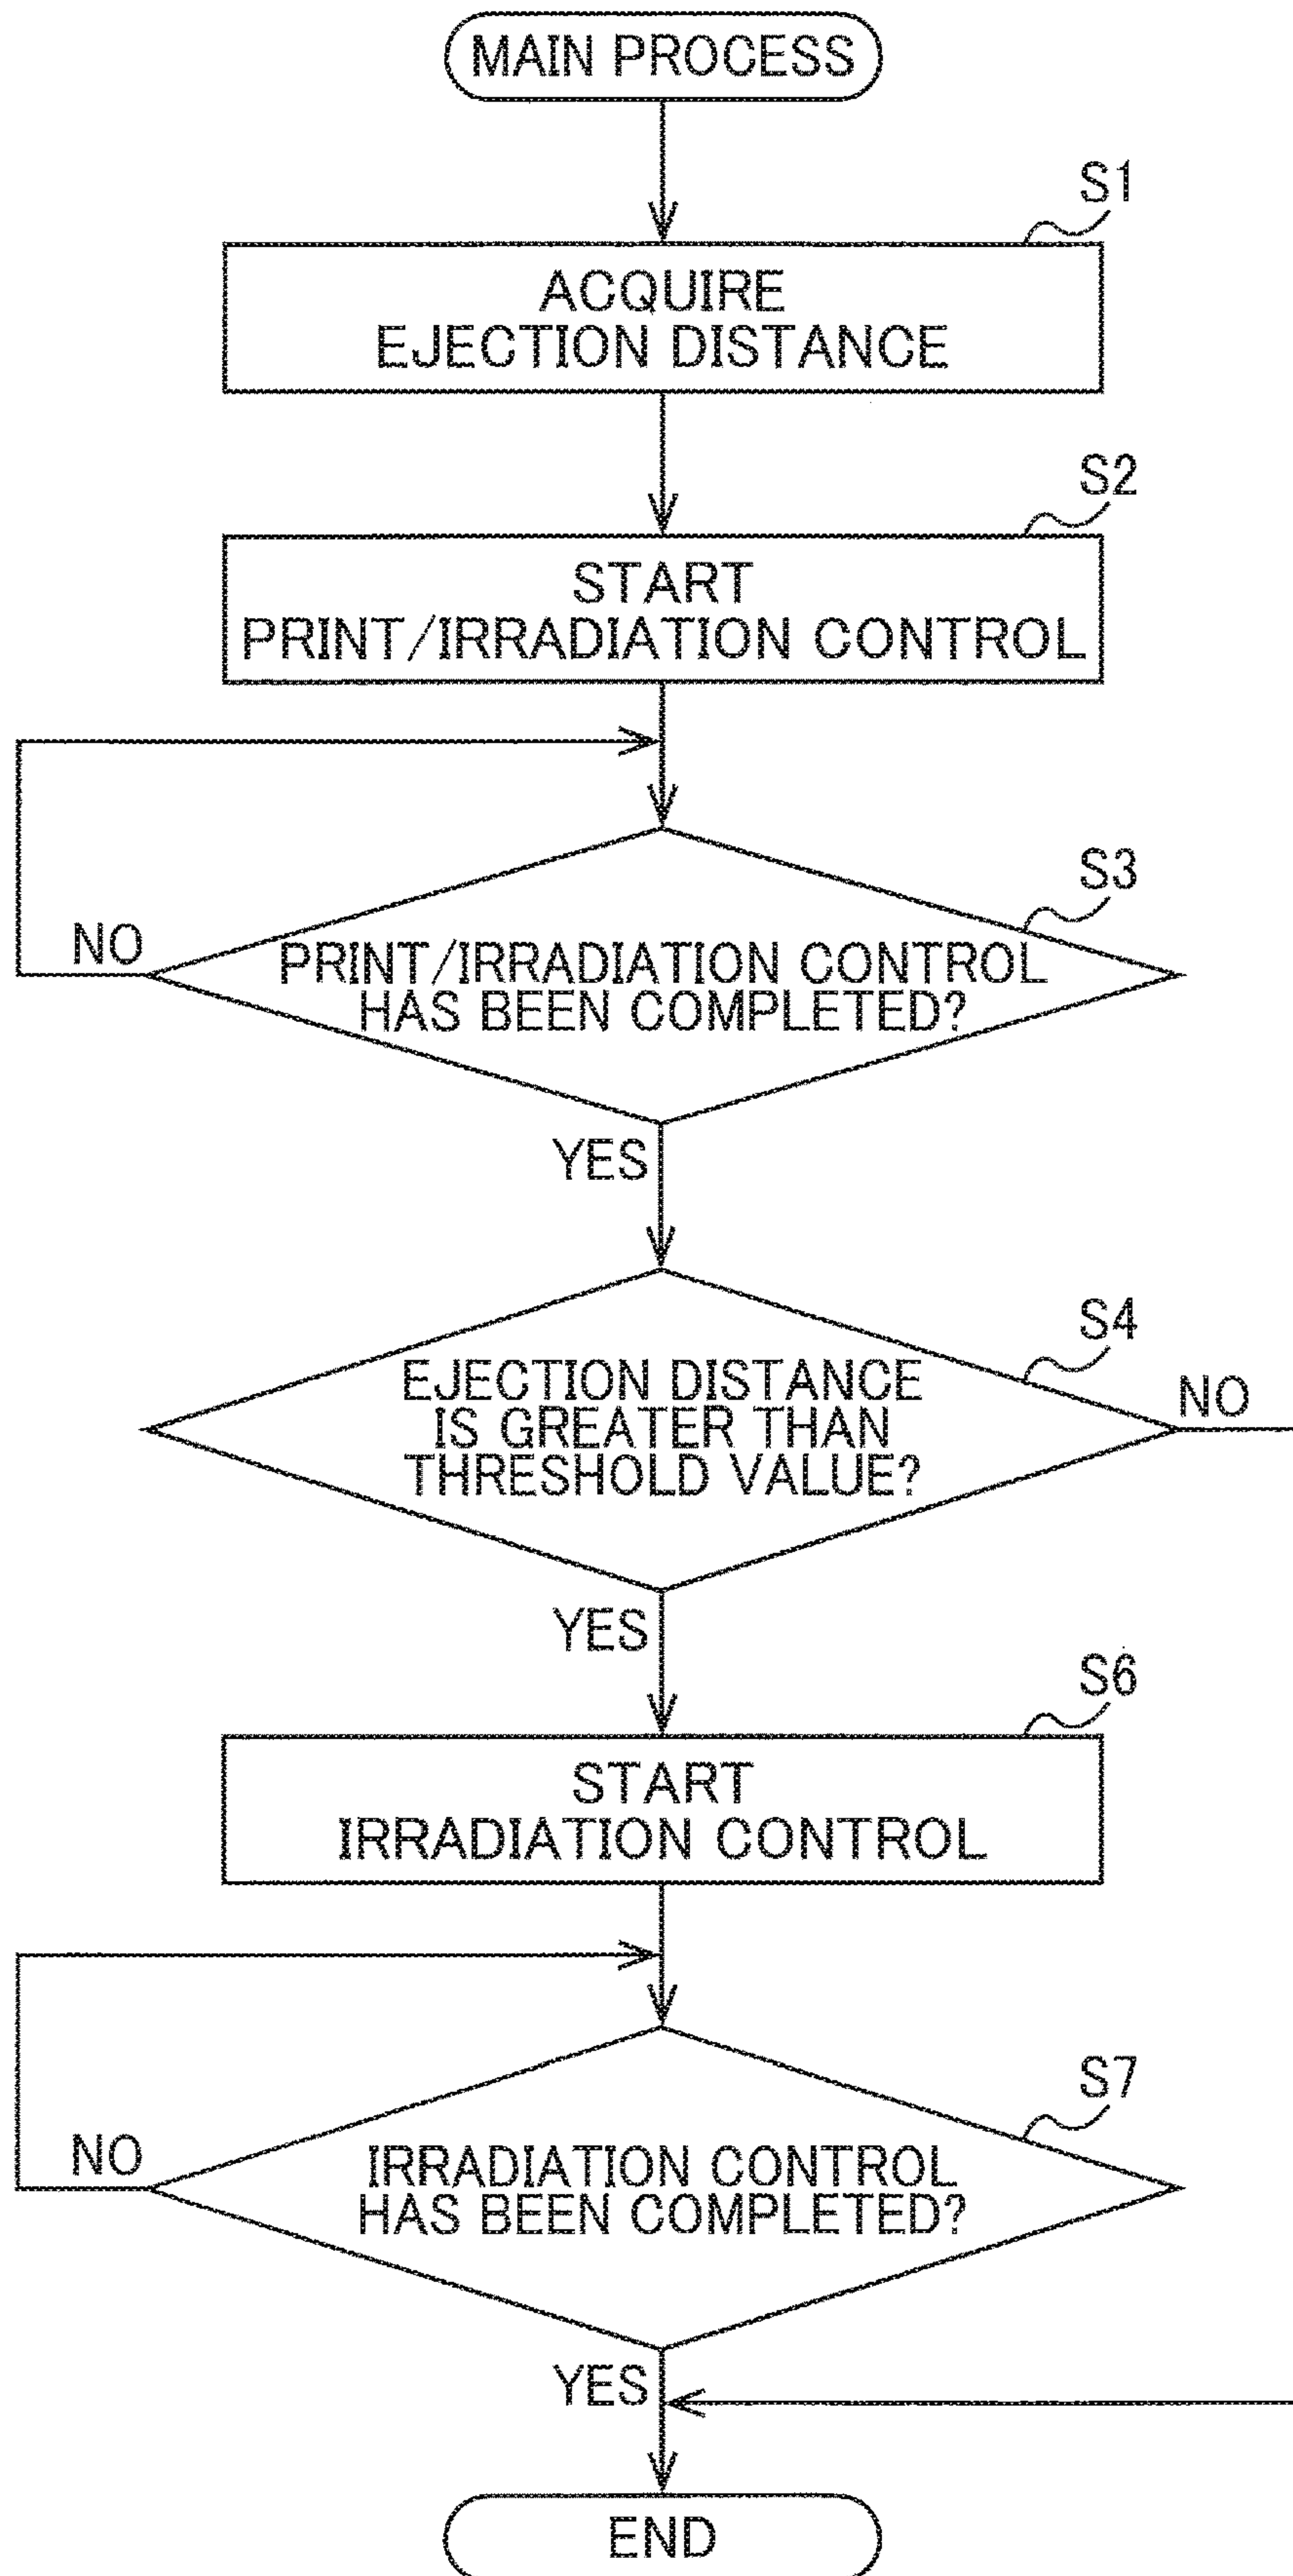 MAIN PROCESS
S1
ACQUIRE
EJECTION DISTANCE
S2
START
PRINT/IRRADIATION CONTROL
S3
NO
PRINT/IRRADIATION CONTROL
HAS BEEN COMPLETED?
YES
S4
EJECTION DISTANCE
IS GREATER THAN
THRESHOLD VALUE?
NO
YES
S6
START
IRRADIATION CONTROL
S7
NO
IRRADIATION CONTROL
HAS BEEN COMPLETED?
YES
END